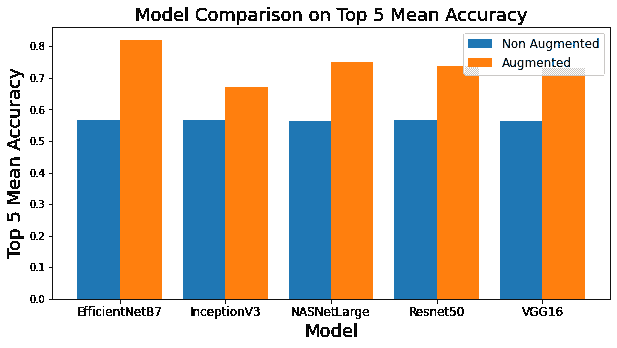 Model Comparison on Top 5 Mean Accuracy
Non Augmented
Augmented
Top 5 Mean Accuracy
0.8
0.7
0.6
0.5
0.4
0.3
0.2
0.1
0.0
EfficientNetB7 InceptionV3 NASNetLarge Resnet50 VGG16
Model